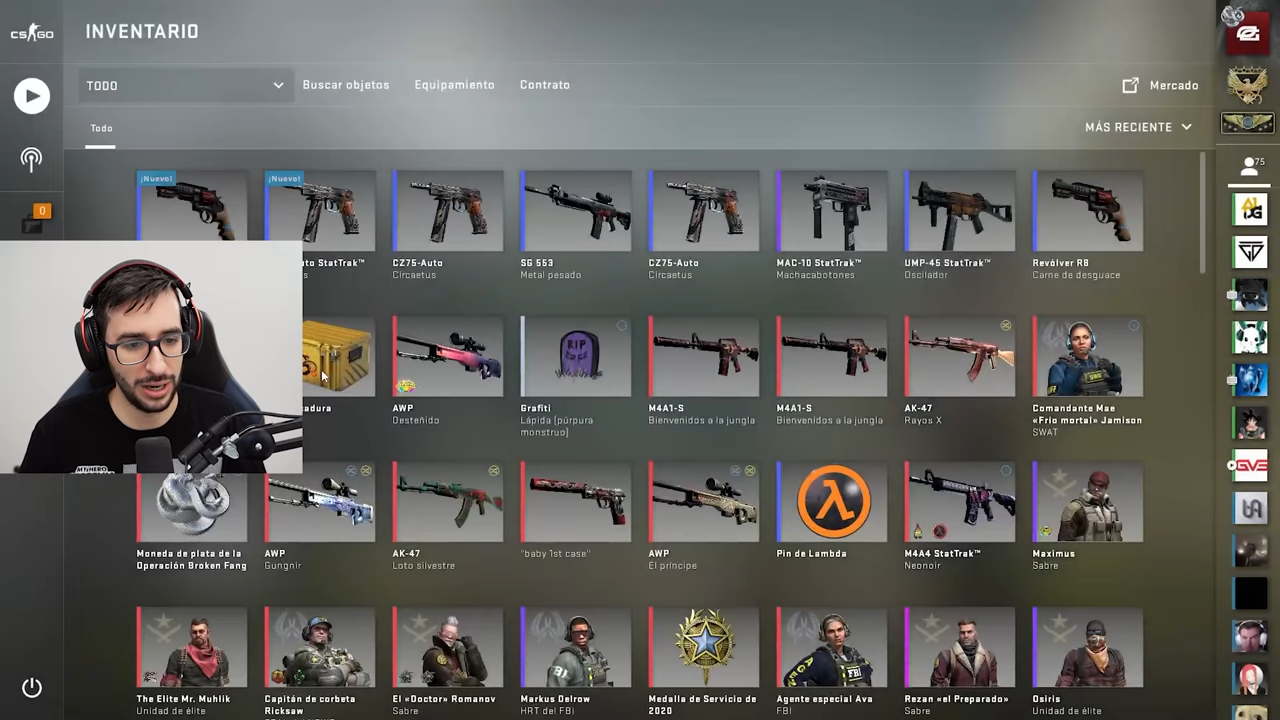 CS GO
INVENTARIO
TODO
Buscar objetos
Equipamiento
Contrato
Mercado
Todo
MÁS RECIENTE
75
0
¡Nuevo!
¡Nuevo!
StatTrak™
CZ75-Auto
Circaetus
SG 553
Metal pesado
CZ75-Auto
Circaetus
MAC-10 StatTrak™
Machacabotones
UMP-45 StatTrak™
Oscilador
Revólver R8
Carne de desguace
RIP
AWP
Desteñido
Grafiti
Lápida (púrpura
monstruo)
M4A1-S
Bienvenidos a la jungla
M4A1-S
Bienvenidos a la jungla
AK-47
Rayos X
Comandante Mae
«Frío mortal» Jamison
SWAT
Moneda de plata de la
Operación Broken Fang
AWP
Gungnir
AK-47
Loto silvestre
"baby 1st case"
AWP
El príncipe
Pin de Lambda
M4A4 StatTrak™
Neonoir
Maximus
Sabre
FBI
The Elite Mr. Muhlik
Unidad de élite
Capitán de corbeta
Ricksaw
El «Doctor» Romanov
Sabre
Markus Delrow
HRT del FBI
Medalla de Servicio de
2020
Agente especial Ava
FBI
Rezan «el Preparado»
Sabre
Osiris
Unidad de élite
GVS